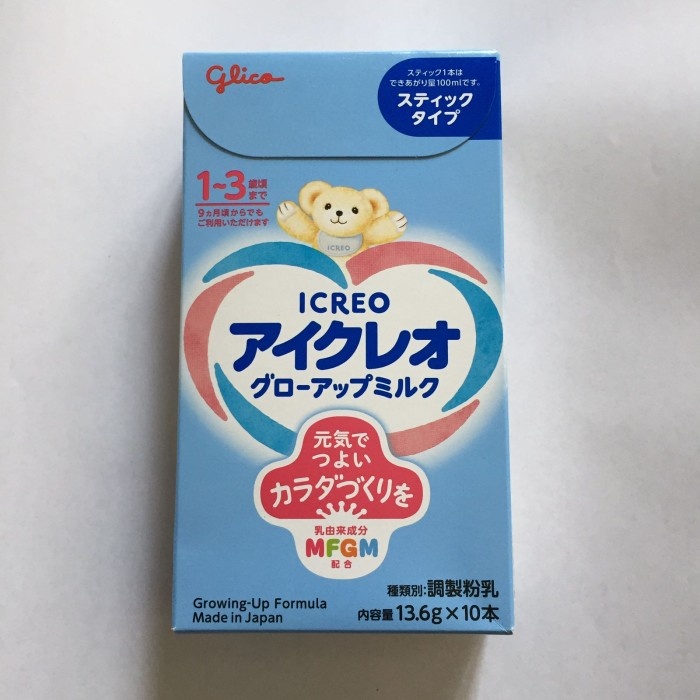 glico
スティック1本は
できあがり量100mlです。
スティック
タイプ
1~3歳頃
まで
9ヵ月頃からでも
ご利用いただけます
ICREO
ICREO
アイクレオ
グローアップミルク
元気で
つよい
カラダづくりを
乳由来成分
MFGM
配合
種類別:調製粉乳
内容量 13.6g×10本
Growing-Up Formula
Made in Japan